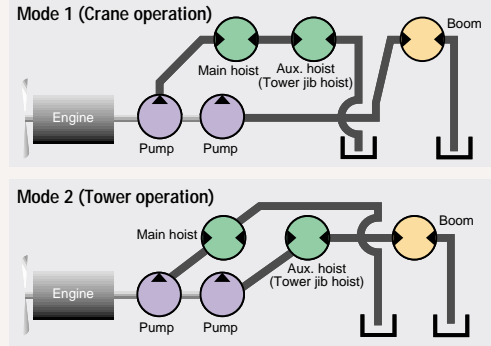 Mode 1 (Crane operation)
Boom
Main hoist
Aux. hoist
(Tower jib hoist)
Engine
Pump
Pump
Mode 2 (Tower operation)
Main hoist
Boom
Aux. hoist
(Tower jib hoist)
Engine
Pump
Pump